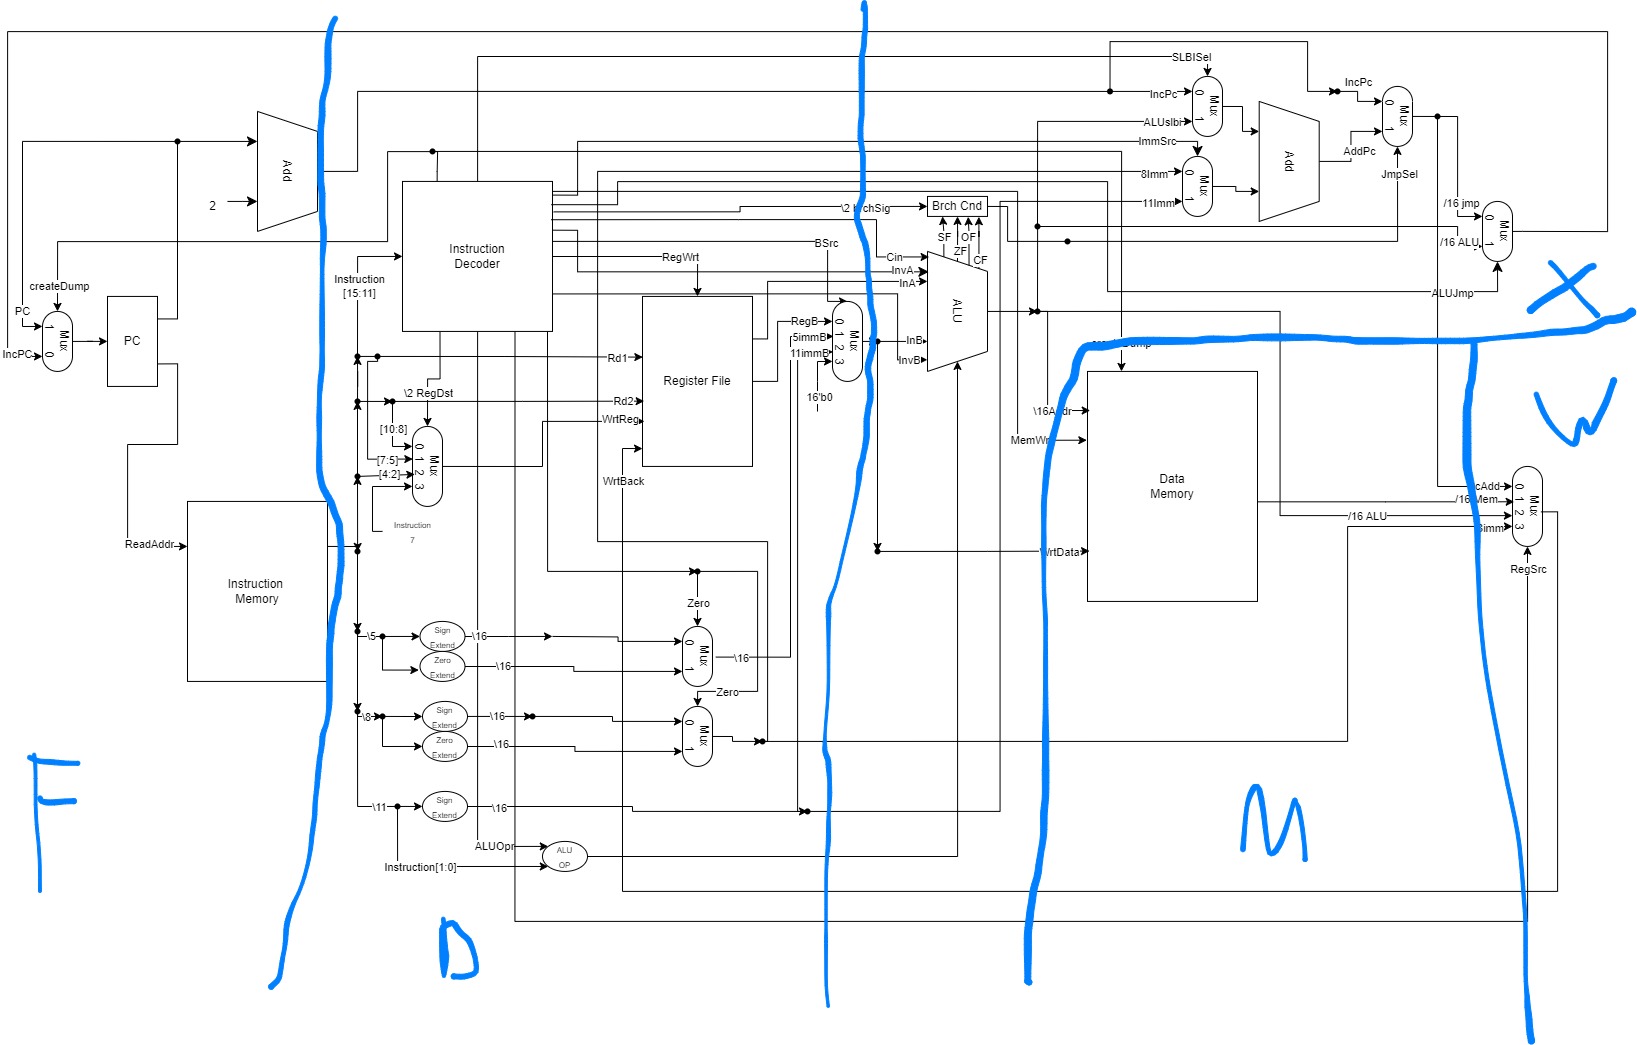 SLBISel
IncPc
IncPc
Mux
0
1
ALUslbi
ImmSrc
Add
Mux
0
1
AddPc
JmpSel
8Imm
11Imm
Mux
0
1
/16 jmp
/16 ALU
Mux
0
1
ALUJmp
X
Add
2
createDump
PC
IncPC
Mux
1
0
PC
ReadAddr
Instruction
Memory
F
Instruction
Decoder
Instruction
[15:11]
\2 RegDst
[10:8]
[7:5]
[4:2]
Mux
0
1
2
3
Instruction
7
RegWrt
Rd1
Rd2
WrtReg
WrtBack
Register File
BSrc
RegB
5immB
11immB
16'b0
Mux
0
1
2
3
\2 BrchSig
Brch Cnd
SF
ZF
OF
CF
Cin
InvA
InA
InB
InvB
ALU
\16Addr
MemWrt
WrtData
Data
Memory
PcAdd
/16 Mem
/16 ALU
8imm
Mux
0
1
2
3
RegSrc
W
M
Zero
Mux
0
1
\16
Zero
Mux
0
1
\5
Sign
Extend
\16
Zero
Extend
\16
\8
Sign
Extend
\16
Zero
Extend
\16
\11
Sign
Extend
\16
ALUOpr
Instruction[1:0]
ALU
OP
D